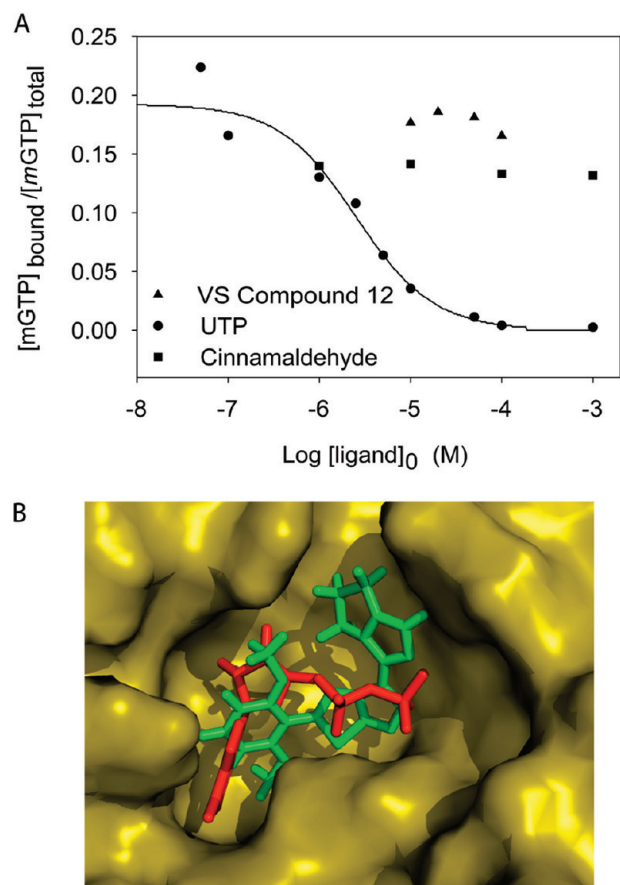 A
[mGTP]bound/[mGTP]total
0.25
0.20
0.15
0.10
0.05
0.00
VS Compound 12
UTP
Cinnamaldehyde
-8 -7 -6 -5 -4 -3
Log [ligand]0 (M)
B